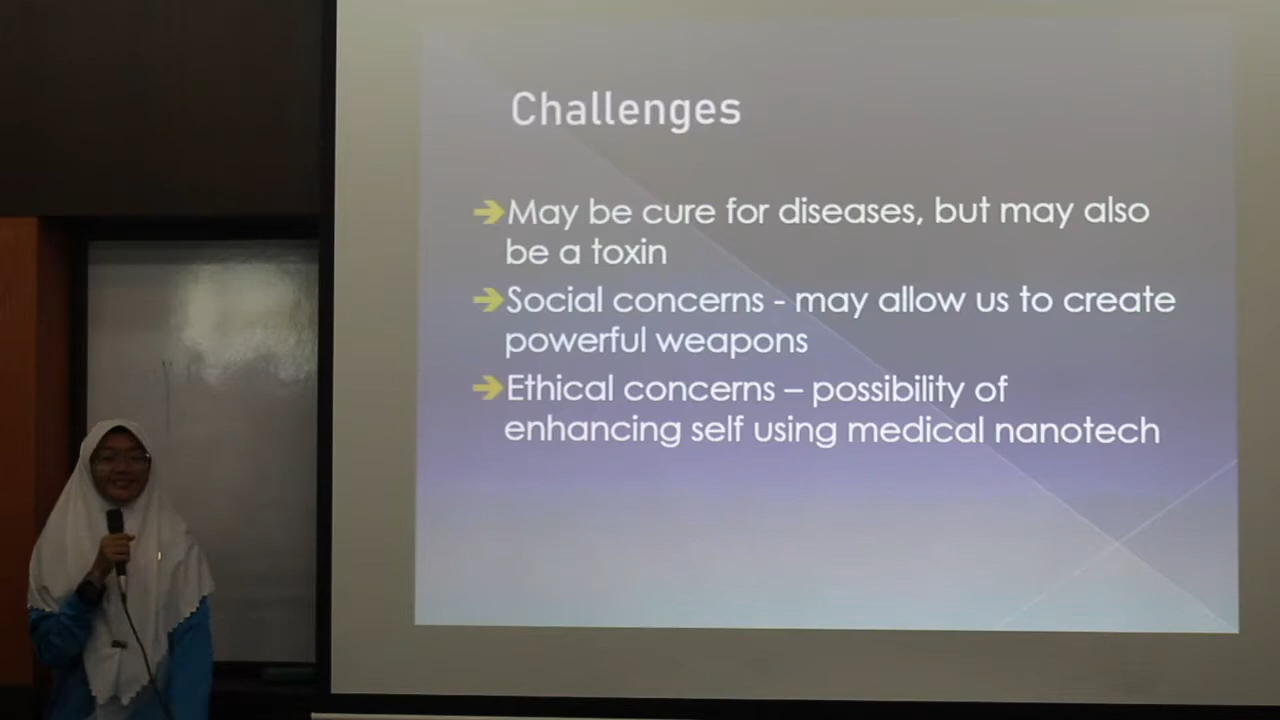 Challenges
➔May be cure for diseases, but may also
be a toxin
➔Social concerns - may allow us to create
powerful weapons
➔Ethical concerns – possibility of
enhancing self using medical nanotech